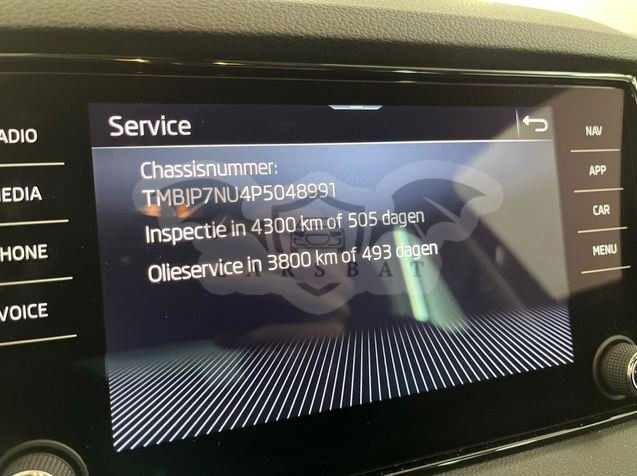 Service
Chassisnummer:
TMBJP7NU4P5048991
Inspectie in 4300 km of 505 dagen
Olieservice in 3800 km of 493 dagen
ARSBAT
RADIO
MEDIA
PHONE
VOICE
NAV
APP
CAR
MENU